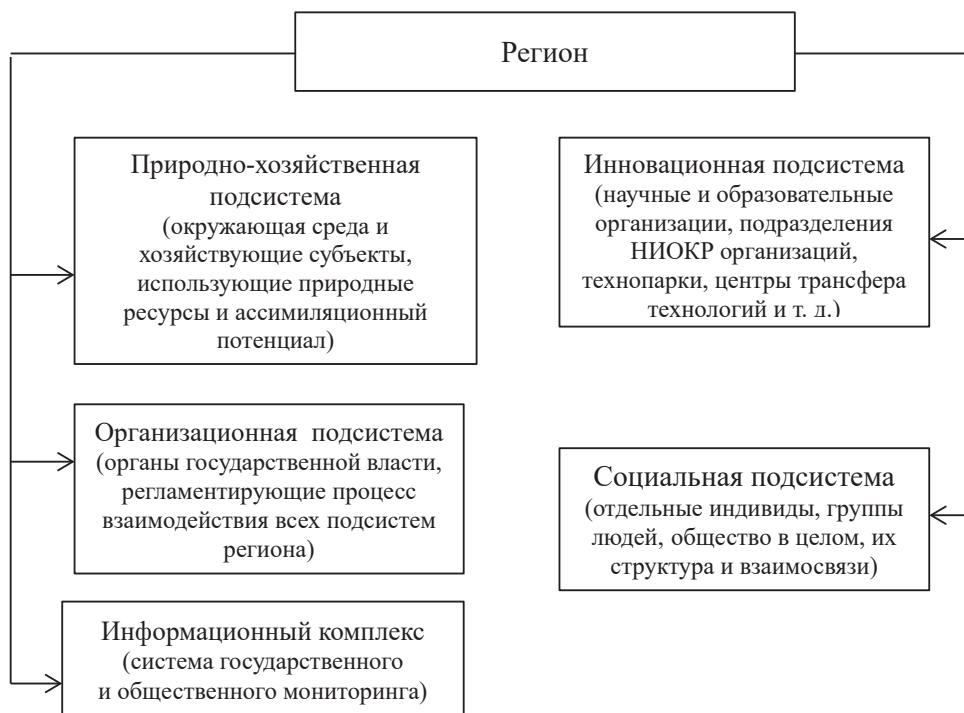 Регион
Природно-хозяйственная
подсистема
(окружающая среда и
хозяйствующие субъекты,
использующие природные
ресурсы и ассимиляционный
потенциал)
Инновационная подсистема
(научные и образовательные
организации, подразделения
НИОКР организаций,
технопарки, центры трансфера
технологий и т. д.)
Организационная подсистема
(органы государственной власти,
регламентирующие процесс
взаимодействия всех подсистем
региона)
Социальная подсистема
(отдельные индивиды, группы
людей, общество в целом, их
структура и взаимосвязи)
Информационный комплекс
(система государственного
и общественного мониторинга)